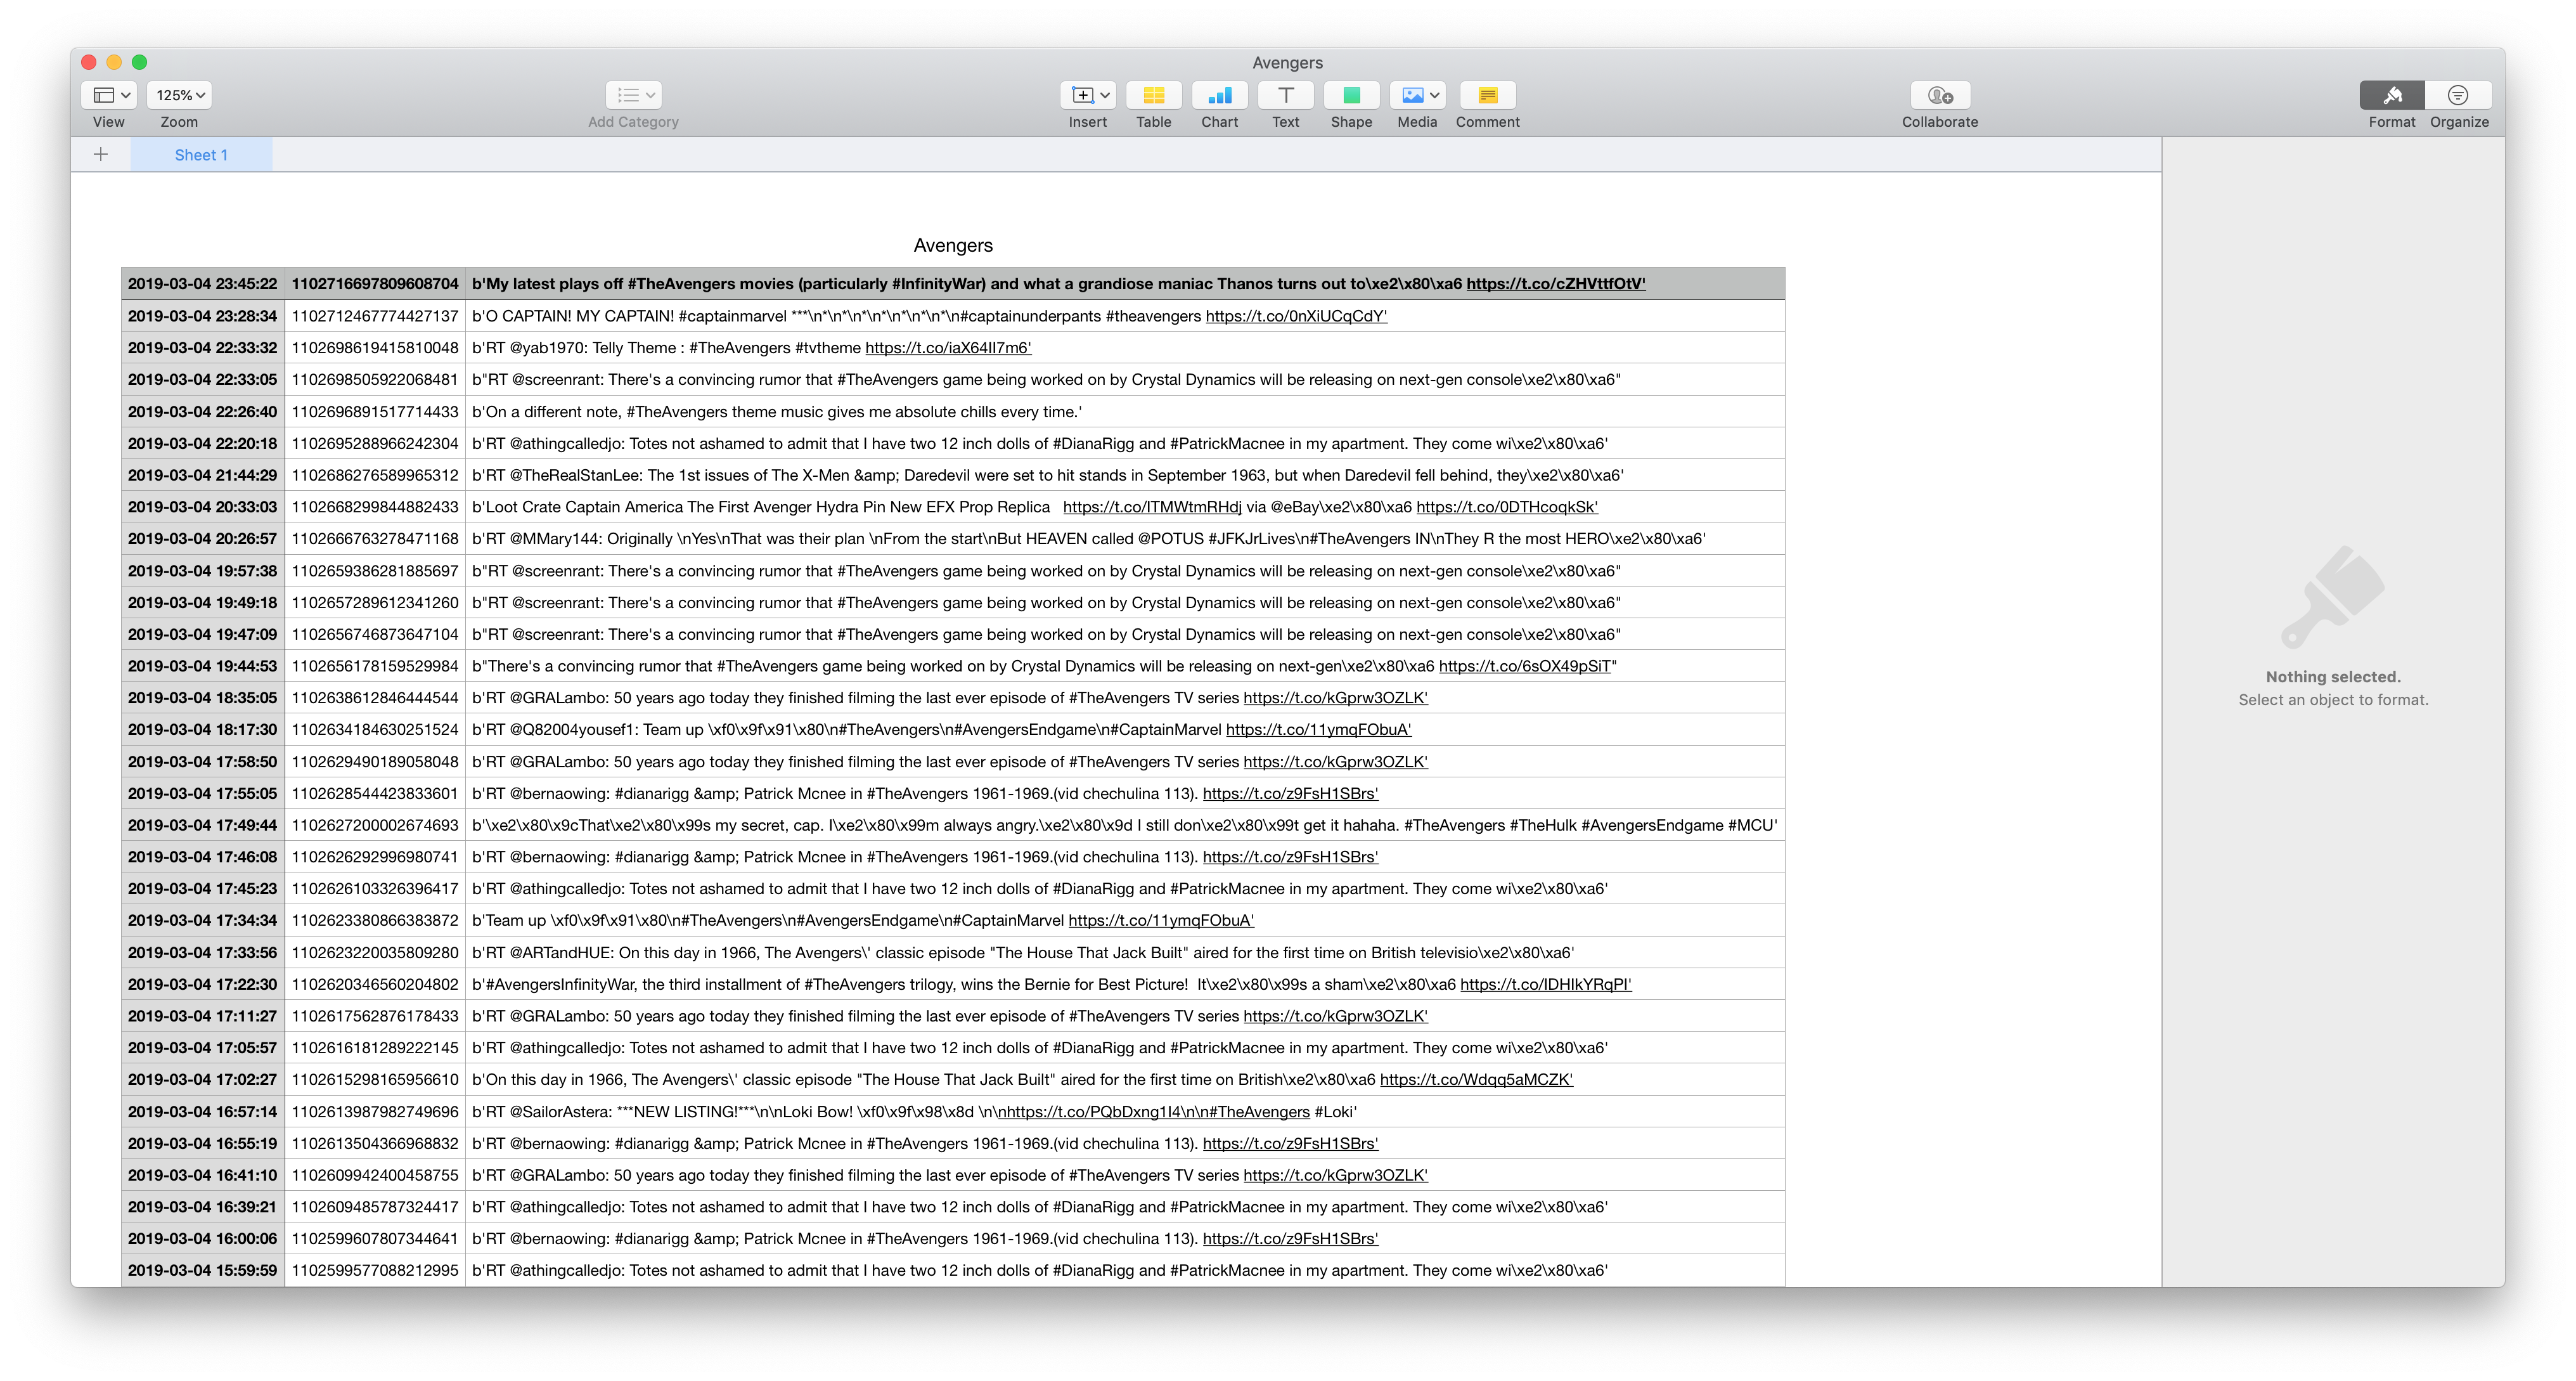 Avengers
125%
View Zoom Add Category Insert Table Chart Text Shape Media Comment Collaborate Format Organize
Sheet 1
Avengers
2019-03-04 23:45:22 1102716697809608704 b'My latest plays off #TheAvengers movies (particularly #InfinityWar) and what a grandiose maniac Thanos turns out to\xe2\x80\xa6 https://t.co/cZHVttfOtV'
2019-03-04 23:28:34 1102712467774427137 b'O CAPTAIN! MY CAPTAIN! #captainmarvel ***\n*\n*\n*\n*\n*\n*\n*\n#captainunderpants #theavengers https://t.co/0nXiUCqCdY'
2019-03-04 22:33:32 1102698619415810048 b'RT @yab1970: Telly Theme : #TheAvengers #tvtheme https://t.co/iaX64II7m6'
2019-03-04 22:33:05 1102698505922068481 b"RT @screenrant: There's a convincing rumor that #TheAvengers game being worked on by Crystal Dynamics will be releasing on next-gen console\xe2\x80\xa6"
2019-03-04 22:26:40 1102696891517714433 b'On a different note, #TheAvengers theme music gives me absolute chills every time.'
2019-03-04 22:20:18 1102695288966242304 b'RT @athingcalledjo: Totes not ashamed to admit that I have two 12 inch dolls of #DianaRigg and #PatrickMacnee in my apartment. They come wi\xe2\x80\xa6'
2019-03-04 21:44:29 1102686276589965312 b'RT @TheRealStanLee: The 1st issues of The X-Men &amp; Daredevil were set to hit stands in September 1963, but when Daredevil fell behind, they\xe2\x80\xa6'
2019-03-04 20:33:03 1102668299844882433 b'Loot Crate Captain America The First Avenger Hydra Pin New EFX Prop Replica https://t.co/ITMWtmRHdj via @eBay\xe2\x80\xa6 https://t.co/0DTHcoqkSk'
2019-03-04 20:26:57 1102666763278471168 b'RT @MMary144: Originally \nYes\nThat was their plan \nFrom the start\nBut HEAVEN called @POTUS #JFKJrLives\n#TheAvengers IN\nThey R the most HERO\xe2\x80\xa6'
2019-03-04 19:57:38 1102659386281885697 b"RT @screenrant: There's a convincing rumor that #TheAvengers game being worked on by Crystal Dynamics will be releasing on next-gen console\xe2\x80\xa6"
2019-03-04 19:49:18 1102657289612341260 b"RT @screenrant: There's a convincing rumor that #TheAvengers game being worked on by Crystal Dynamics will be releasing on next-gen console\xe2\x80\xa6"
2019-03-04 19:47:09 1102656746873647104 b"RT @screenrant: There's a convincing rumor that #TheAvengers game being worked on by Crystal Dynamics will be releasing on next-gen console\xe2\x80\xa6"
2019-03-04 19:44:53 1102656178159529984 b"There's a convincing rumor that #TheAvengers game being worked on by Crystal Dynamics will be releasing on next-gen\xe2\x80\xa6 https://t.co/6sOX49pSiT"
2019-03-04 18:35:05 1102638612846444544 b'RT @GRALambo: 50 years ago today they finished filming the last ever episode of #TheAvengers TV series https://t.co/kGprw3OZLK'
2019-03-04 18:17:30 1102634184630251524 b'RT @Q82004yousef1: Team up \xf0\x9f\x91\x80\n#TheAvengers\n#AvengersEndgame\n#CaptainMarvel https://t.co/11ymqFObuA'
2019-03-04 17:58:50 1102629490189058048 b'RT @GRALambo: 50 years ago today they finished filming the last ever episode of #TheAvengers TV series https://t.co/kGprw3OZLK'
2019-03-04 17:55:05 1102628544423833601 b'RT @bernaowing: #dianarigg &amp; Patrick Mcnee in #TheAvengers 1961-1969.(vid chechulina 113). https://t.co/z9FsH1SBrs'
2019-03-04 17:49:44 1102627200002674693 b'\xe2\x80\x9cThat\xe2\x80\x99s my secret, cap. I\xe2\x80\x99m always angry.\xe2\x80\x9d I still don\xe2\x80\x99t get it hahaha. #TheAvengers #TheHulk #AvengersEndgame #MCU'
2019-03-04 17:46:08 1102626292996980741 b'RT @bernaowing: #dianarigg &amp; Patrick Mcnee in #TheAvengers 1961-1969.(vid chechulina 113). https://t.co/z9FsH1SBrs'
2019-03-04 17:45:23 1102626103326396417 b'RT @athingcalledjo: Totes not ashamed to admit that I have two 12 inch dolls of #DianaRigg and #PatrickMacnee in my apartment. They come wi\xe2\x80\xa6'
2019-03-04 17:34:34 1102623380866383872 b'Team up \xf0\x9f\x91\x80\n#TheAvengers\n#AvengersEndgame\n#CaptainMarvel https://t.co/11ymqFObuA'
2019-03-04 17:33:56 1102623220035809280 b'RT @ARTandHUE: On this day in 1966, The Avengers\' classic episode "The House That Jack Built" aired for the first time on British televisio\xe2\x80\xa6'
2019-03-04 17:22:30 1102620346560204802 b'#AvengersInfinityWar, the third installment of #TheAvengers trilogy, wins the Bernie for Best Picture! It\xe2\x80\x99s a sham\xe2\x80\xa6 https://t.co/IDHIkYRqPI'
2019-03-04 17:11:27 1102617562876178433 b'RT @GRALambo: 50 years ago today they finished filming the last ever episode of #TheAvengers TV series https://t.co/kGprw3OZLK'
2019-03-04 17:05:57 1102616181289222145 b'RT @athingcalledjo: Totes not ashamed to admit that I have two 12 inch dolls of #DianaRigg and #PatrickMacnee in my apartment. They come wi\xe2\x80\xa6'
2019-03-04 17:02:27 1102615298165956610 b'On this day in 1966, The Avengers\' classic episode "The House That Jack Built" aired for the first time on British\xe2\x80\xa6 https://t.co/Wdqq5aMCZK'
2019-03-04 16:57:14 1102613987982749696 b'RT @SailorAstera: ***NEW LISTING!***\n\nLoki Bow! \xf0\x9f\x98\x8d \n\nhttps://t.co/PQbDxng1I4\n\n#TheAvengers #Loki'
2019-03-04 16:55:19 1102613504366968832 b'RT @bernaowing: #dianarigg &amp; Patrick Mcnee in #TheAvengers 1961-1969.(vid chechulina 113). https://t.co/z9FsH1SBrs'
2019-03-04 16:41:10 1102609942400458755 b'RT @GRALambo: 50 years ago today they finished filming the last ever episode of #TheAvengers TV series https://t.co/kGprw3OZLK'
2019-03-04 16:39:21 1102609485787324417 b'RT @athingcalledjo: Totes not ashamed to admit that I have two 12 inch dolls of #DianaRigg and #PatrickMacnee in my apartment. They come wi\xe2\x80\xa6'
2019-03-04 16:00:06 1102599607807344641 b'RT @bernaowing: #dianarigg &amp; Patrick Mcnee in #TheAvengers 1961-1969.(vid chechulina 113). https://t.co/z9FsH1SBrs'
2019-03-04 15:59:59 1102599577088212995 b'RT @athingcalledjo: Totes not ashamed to admit that I have two 12 inch dolls of #DianaRigg and #PatrickMacnee in my apartment. They come wi\xe2\x80\xa6'
Nothing selected.
Select an object to format.